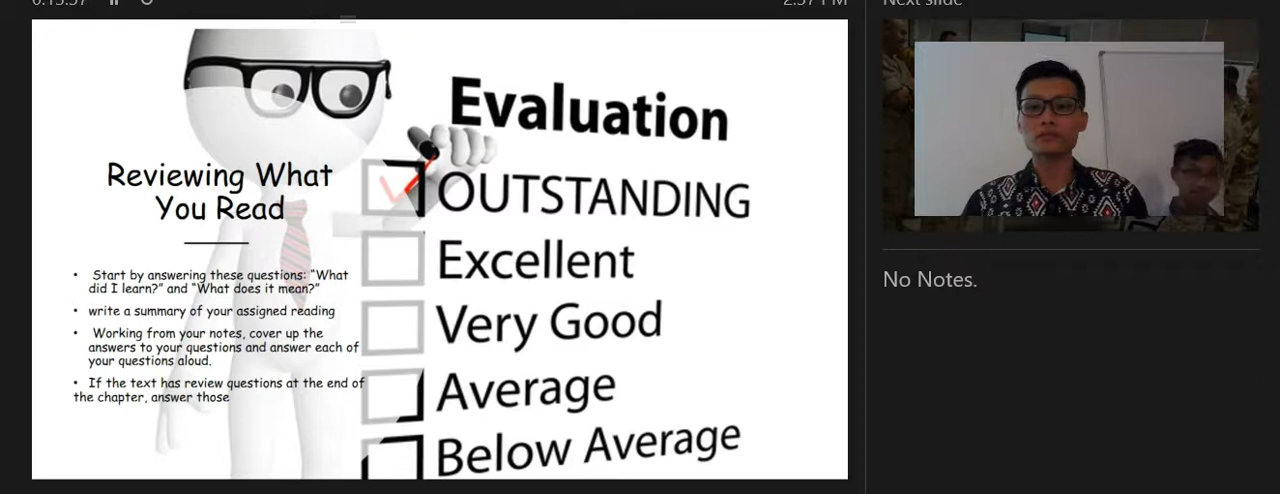 2:37 PM
Next slide
Evaluation
OUTSTANDING
Excellent
Very Good
Average
Below Average
Reviewing What
You Read
• Start by answering these questions: “What
did I learn?” and “What does it mean?”
• write a summary of your assigned reading
• Working from your notes, cover up the
answers to your questions and answer each of
your questions aloud.
• If the text has review questions at the end of
the chapter, answer those
No Notes.